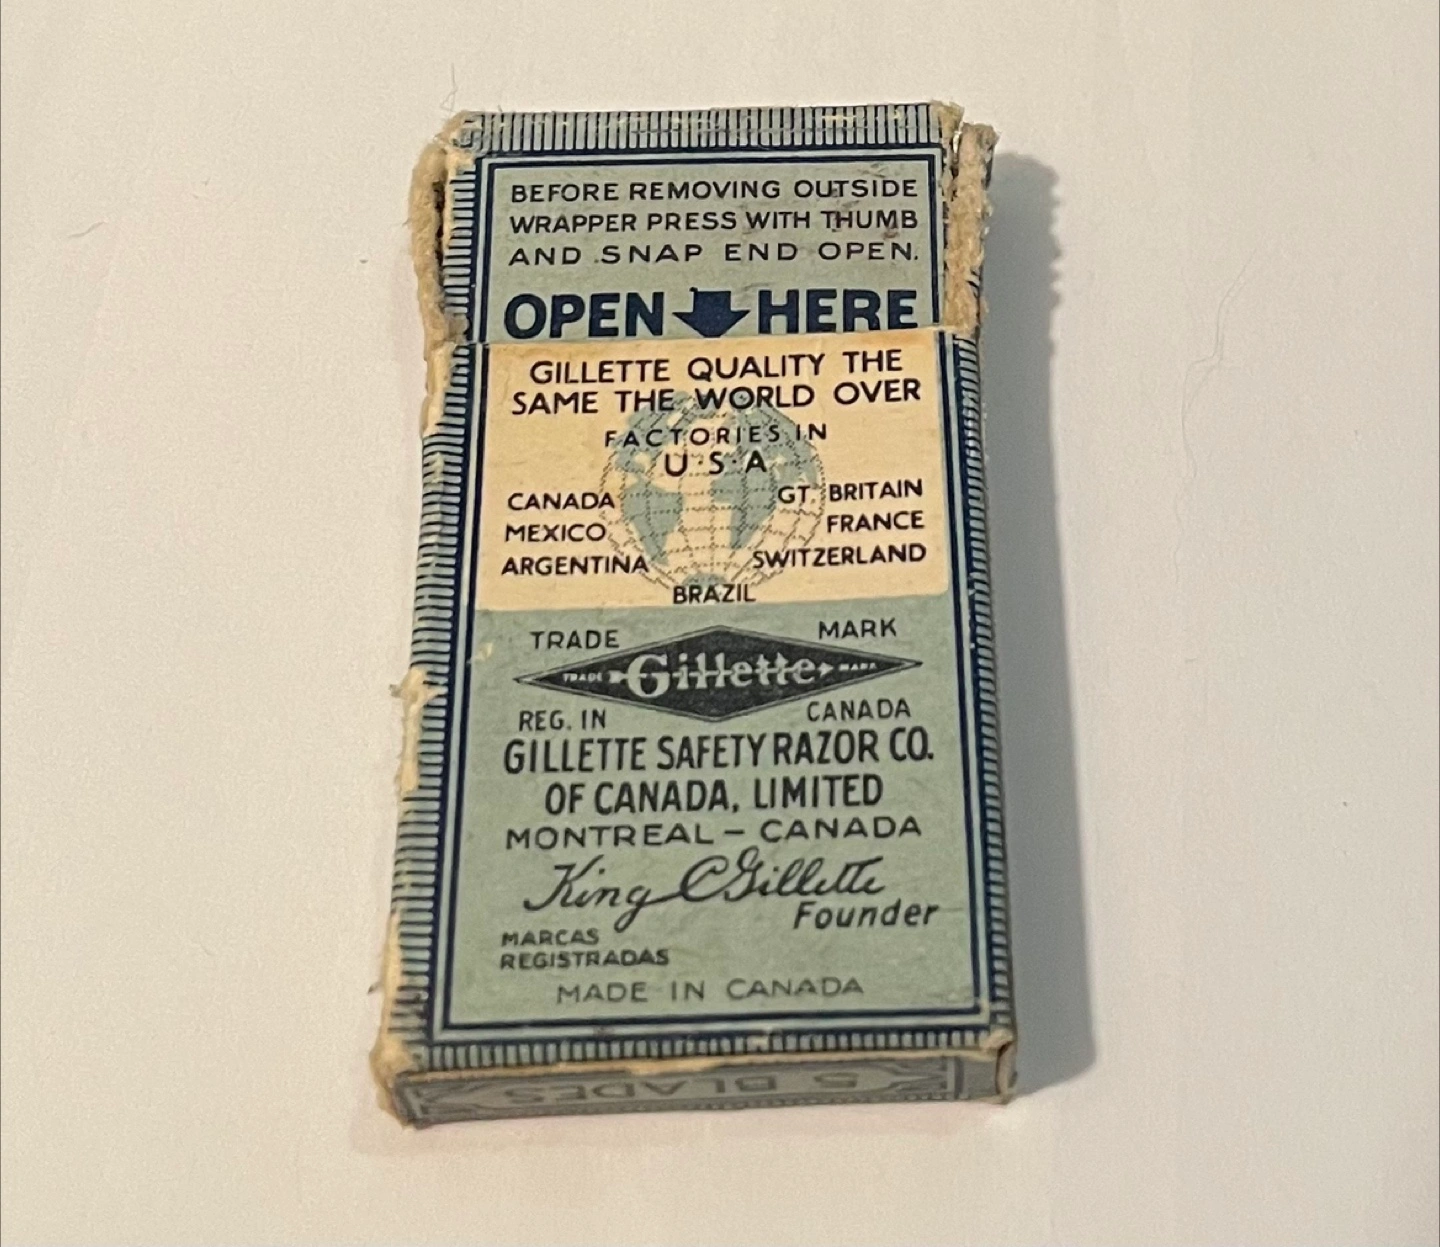 BEFORE REMOVING OUTSIDE
WRAPPER PRESS WITH THUMB
AND SNAP END OPEN.
OPEN HERE
GILLETTE QUALITY THE
SAME THE WORLD OVER
FACTORIES IN
U·S·A
CANADA GT. BRITAIN
MEXICO FRANCE
ARGENTINA SWITZERLAND
BRAZIL
TRADE MARK
TRADE Gillette MARK
REG. IN CANADA
GILLETTE SAFETY RAZOR CO.
OF CANADA, LIMITED
MONTREAL – CANADA
King C Gillette
Founder
MARCAS
REGISTRADAS
MADE IN CANADA
5 BLADES